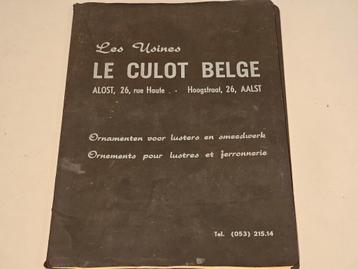 Les Usines
LE CULOT BELGE
ALOST, 26, rue Haute . - Hoogstraat, 26, AALST
Ornamenten voor lusters en smeedwerk
Ornements pour lustres et ferronnerie
Tel. (053) 215.14